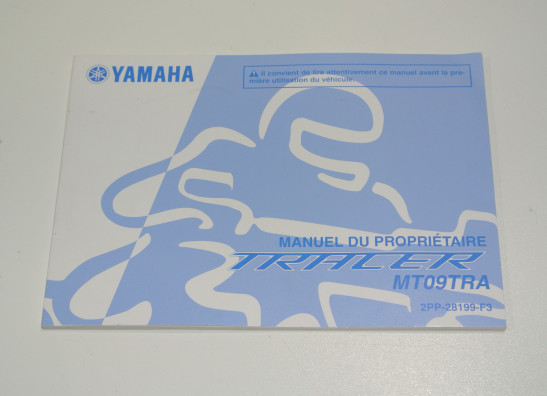 YAMAHA
⚠ Il convient de lire attentivement ce manuel avant la pre-
mière utilisation du véhicule.
MANUEL DU PROPRIÉTAIRE
TRACER
MT09TRA
2PP-28199-F3